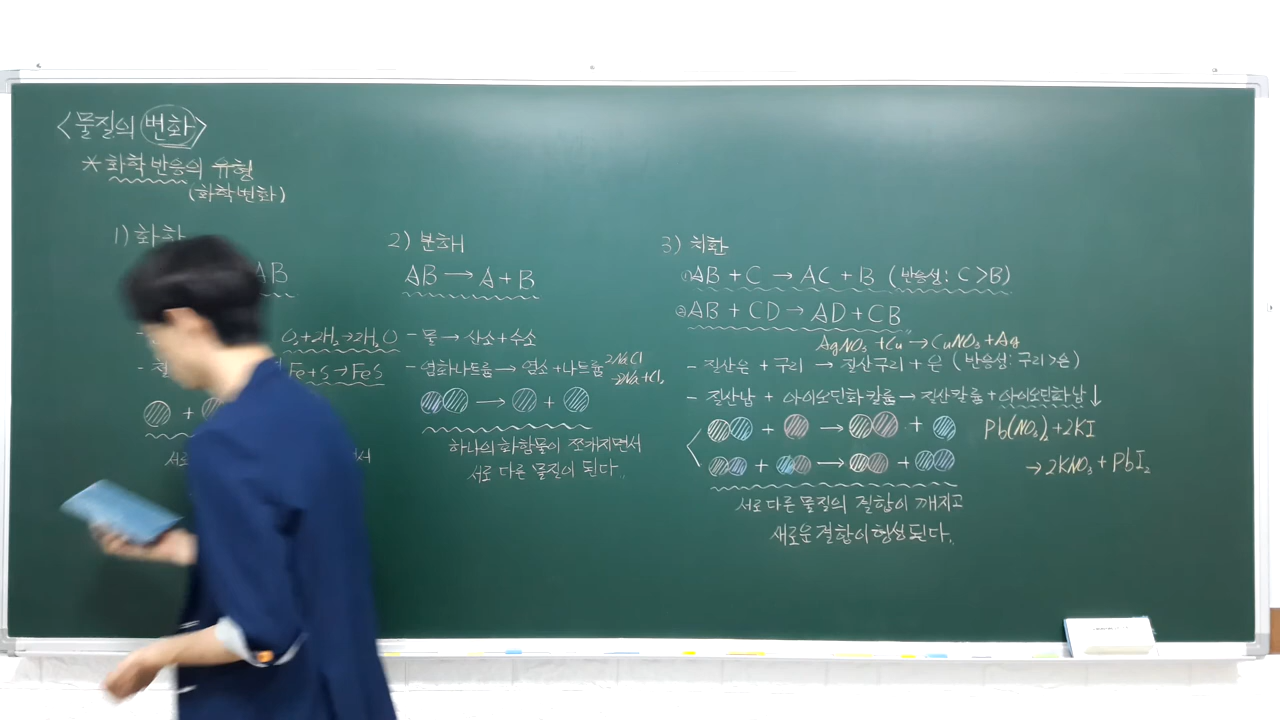 <물질의 변화>
* 화학 반응의 유형
(화학 변화)
1) 화합
AB
O₂+2H₂→2H₂O
Fe+S→FeS
+
2) 분해
AB → A + B
- 물 → 산소 + 수소
- 염화나트륨 → 염소 + 나트륨
2NaCl
→2Na+Cl₂
→ +
하나의 화합물이 쪼개지면서
서로 다른 물질이 된다.
3) 치환
① AB + C → AC + B (반응성: C > B)
② AB + CD → AD + CB
AgNO₃ + Cu → CuNO₃ + Ag
- 질산은 + 구리 → 질산구리 + 은 (반응성: 구리>은)
- 질산납 + 아이오딘화 칼륨 → 질산칼륨 + 아이오딘화 납↓
+ → +
+ → +
Pb(NO₃)₂ + 2KI
→ 2KNO₃ + PbI₂
서로 다른 물질의 결합이 깨지고
새로운 결합이 형성된다.